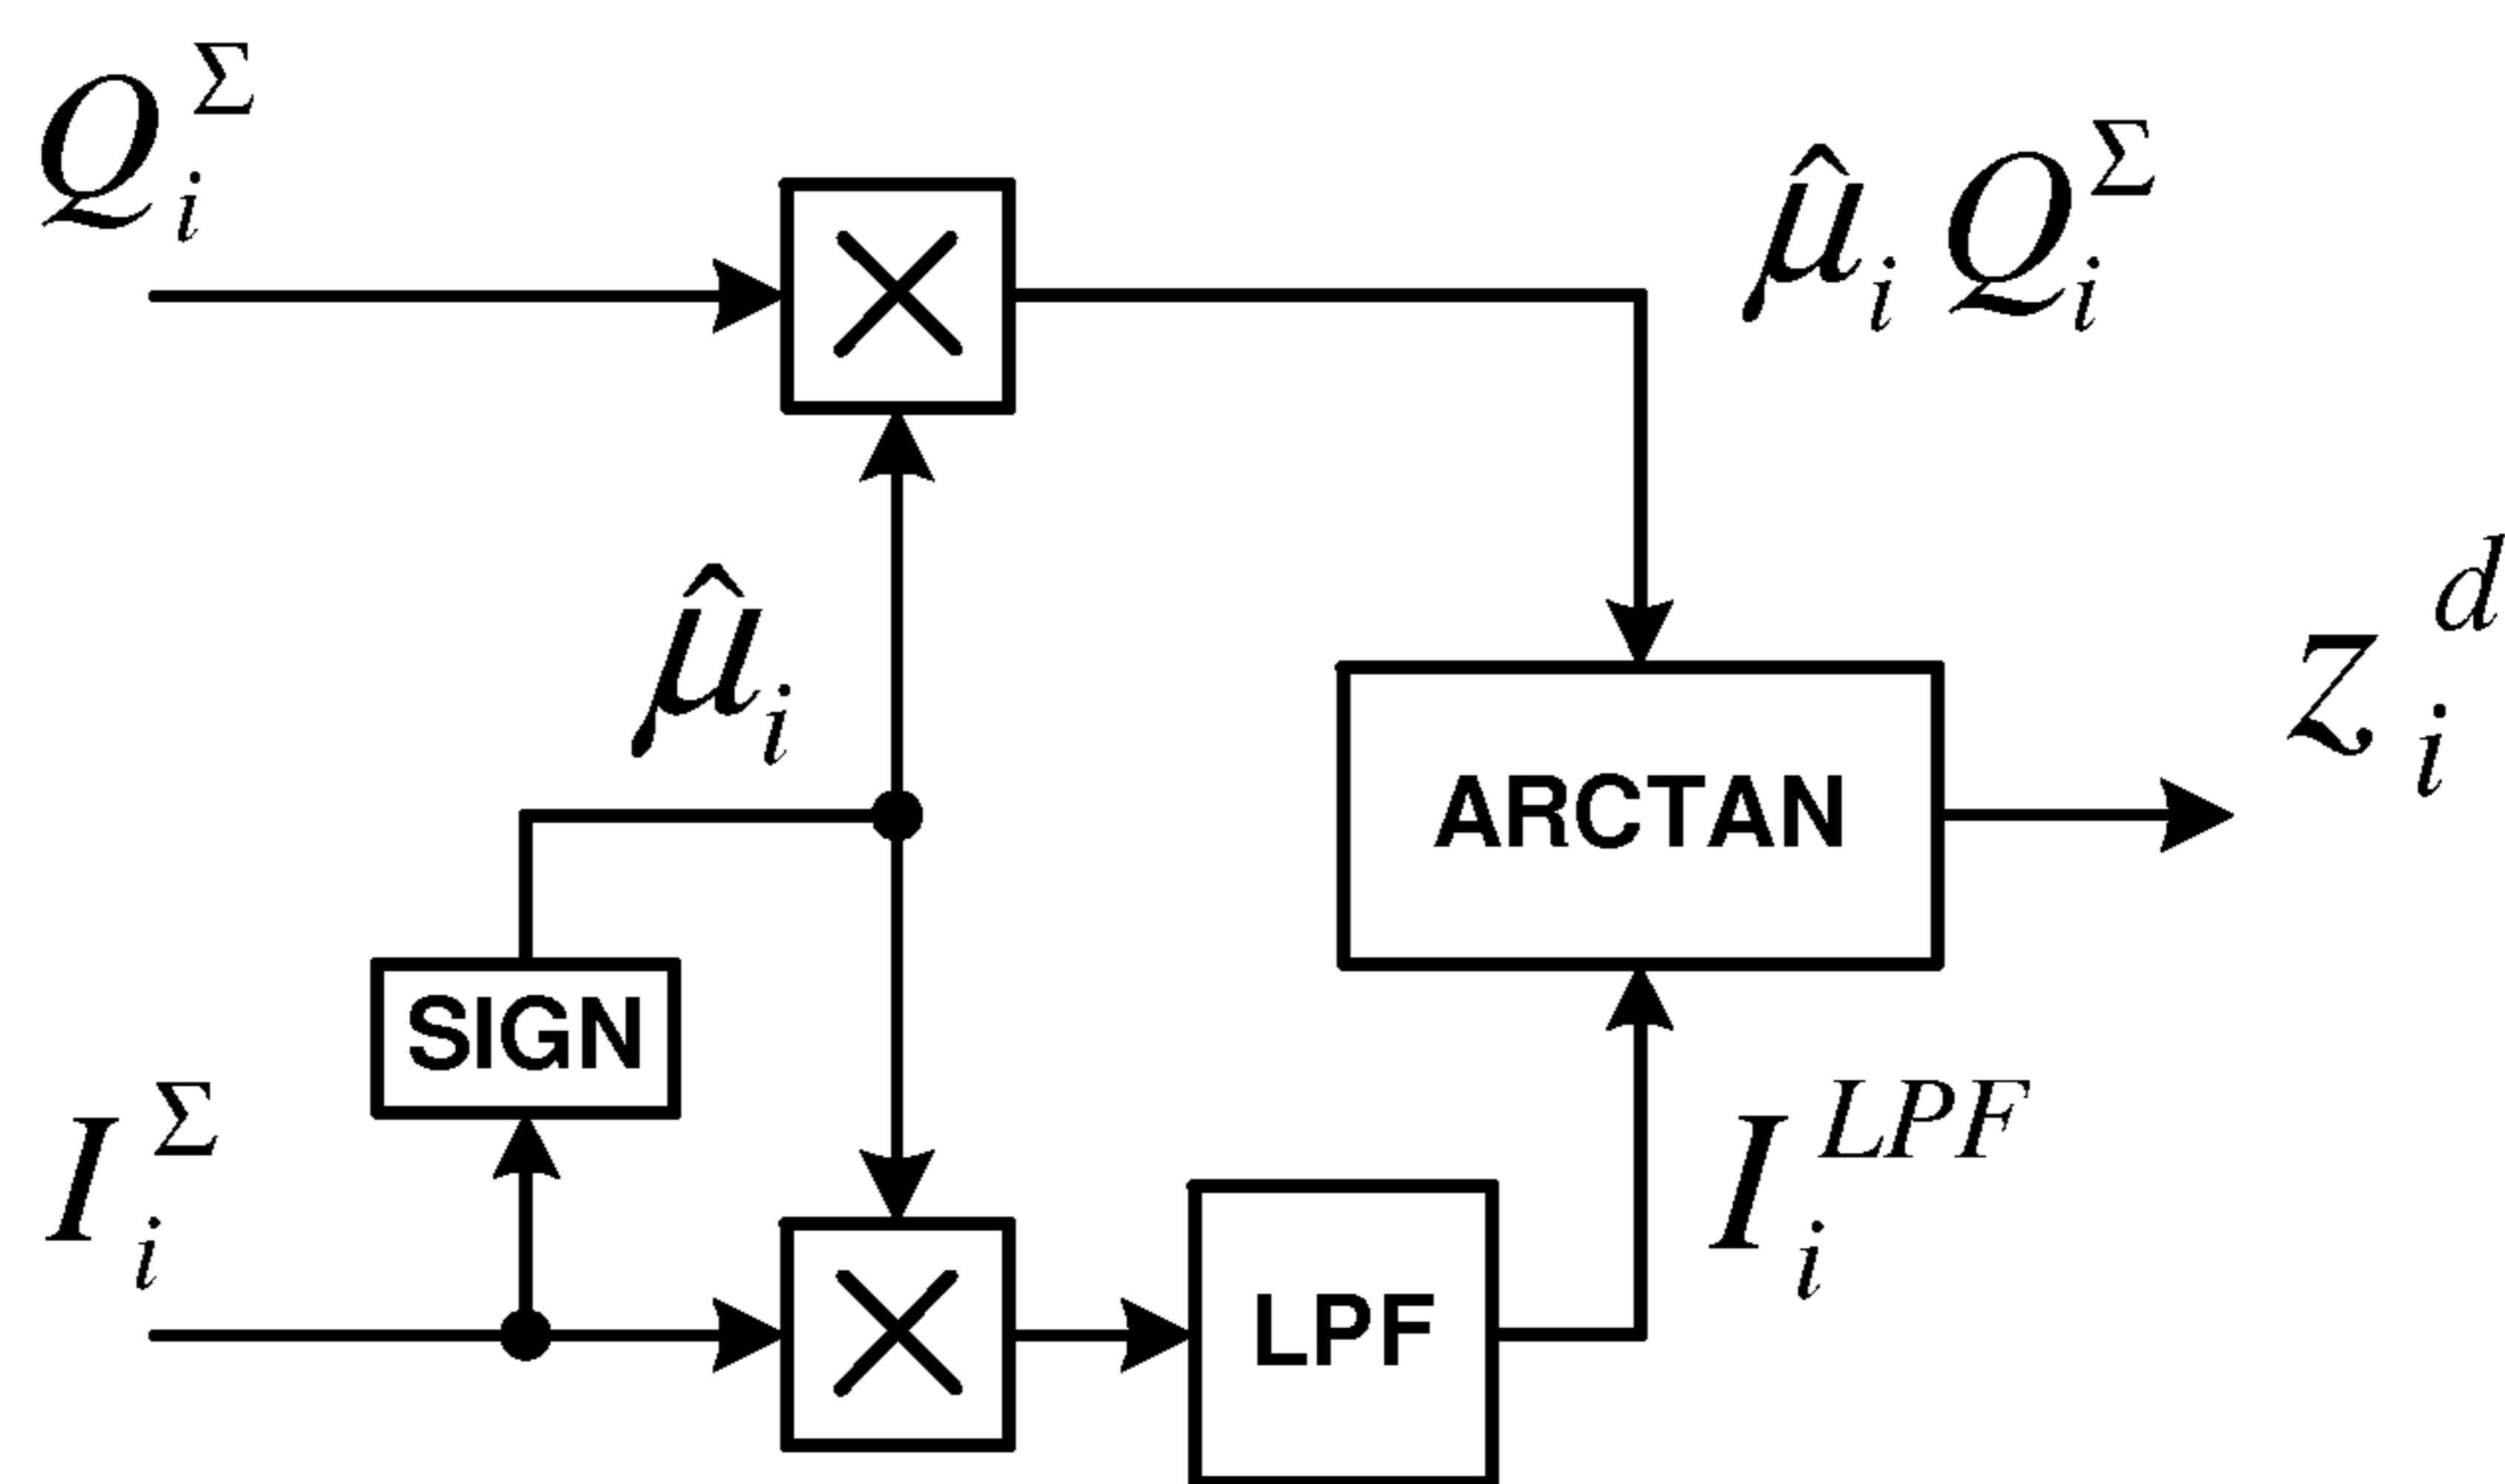 Q_i^Σ
μ̂_i Q_i^Σ
μ̂_i
Z_i^d
ARCTAN
SIGN
I_i^Σ
I_i^{LPF}
LPF